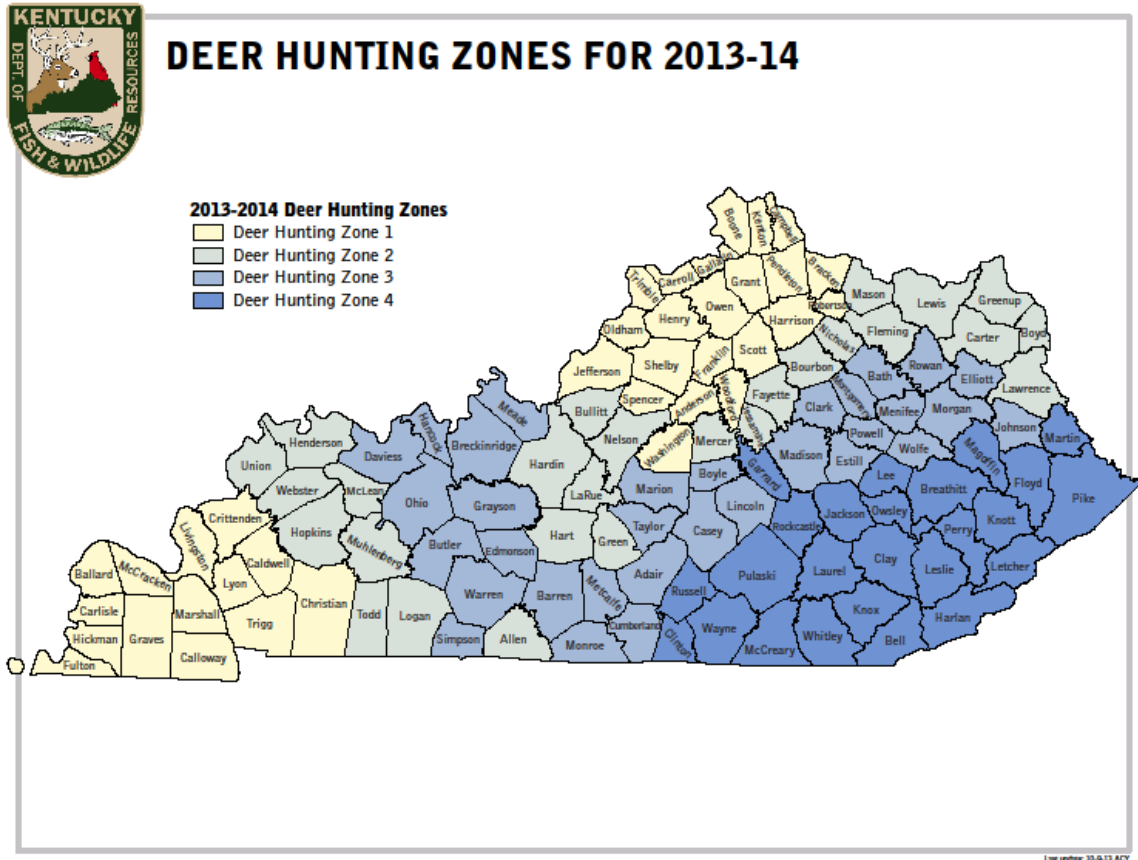 KENTUCKY
DEPT. OF
RESOURCES
FISH & WILDLIFE
DEER HUNTING ZONES FOR 2013-14
2013-2014 Deer Hunting Zones
Deer Hunting Zone 1
Deer Hunting Zone 2
Deer Hunting Zone 3
Deer Hunting Zone 4
Boone
Kenton
Campbell
Trimble
Carroll
Gallatin
Grant
Pendleton
Bracken
Mason
Lewis
Greenup
Oldham
Henry
Owen
Harrison
Robertson
Nicholas
Fleming
Carter
Boyd
Jefferson
Shelby
Franklin
Scott
Bourbon
Bath
Rowan
Elliott
Lawrence
Spencer
Anderson
Woodford
Fayette
Clark
Montgomery
Menifee
Morgan
Johnson
Martin
Meade
Bullitt
Nelson
Washington
Mercer
Jessamine
Madison
Powell
Estill
Wolfe
Magoffin
Floyd
Pike
Hancock
Breckinridge
Hardin
Henderson
Daviess
Union
Webster
McLean
Ohio
Grayson
LaRue
Marion
Boyle
Garrard
Lincoln
Lee
Breathitt
Jackson
Owsley
Knott
Perry
Crittenden
Livingston
Hopkins
Muhlenberg
Butler
Edmonson
Hart
Green
Taylor
Casey
Rockcastle
Clay
Leslie
Letcher
Ballard
McCracken
Lyon
Caldwell
Christian
Warren
Barren
Metcalfe
Adair
Russell
Pulaski
Laurel
Knox
Harlan
Carlisle
Hickman
Fulton
Graves
Marshall
Calloway
Trigg
Todd
Logan
Simpson
Allen
Monroe
Cumberland
Clinton
Wayne
McCreary
Whitley
Bell
Last update: 10-9-13 ACY